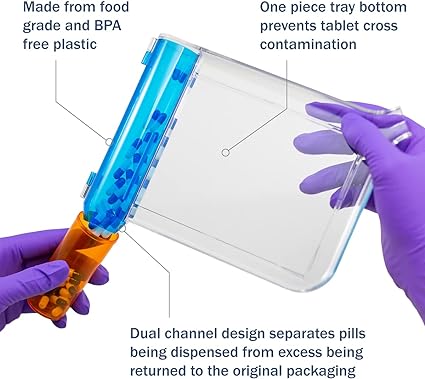 Made from food
grade and BPA
free plastic
One piece tray bottom
prevents tablet cross
contamination
Dual channel design separates pills
being dispensed from excess being
returned to the original packaging